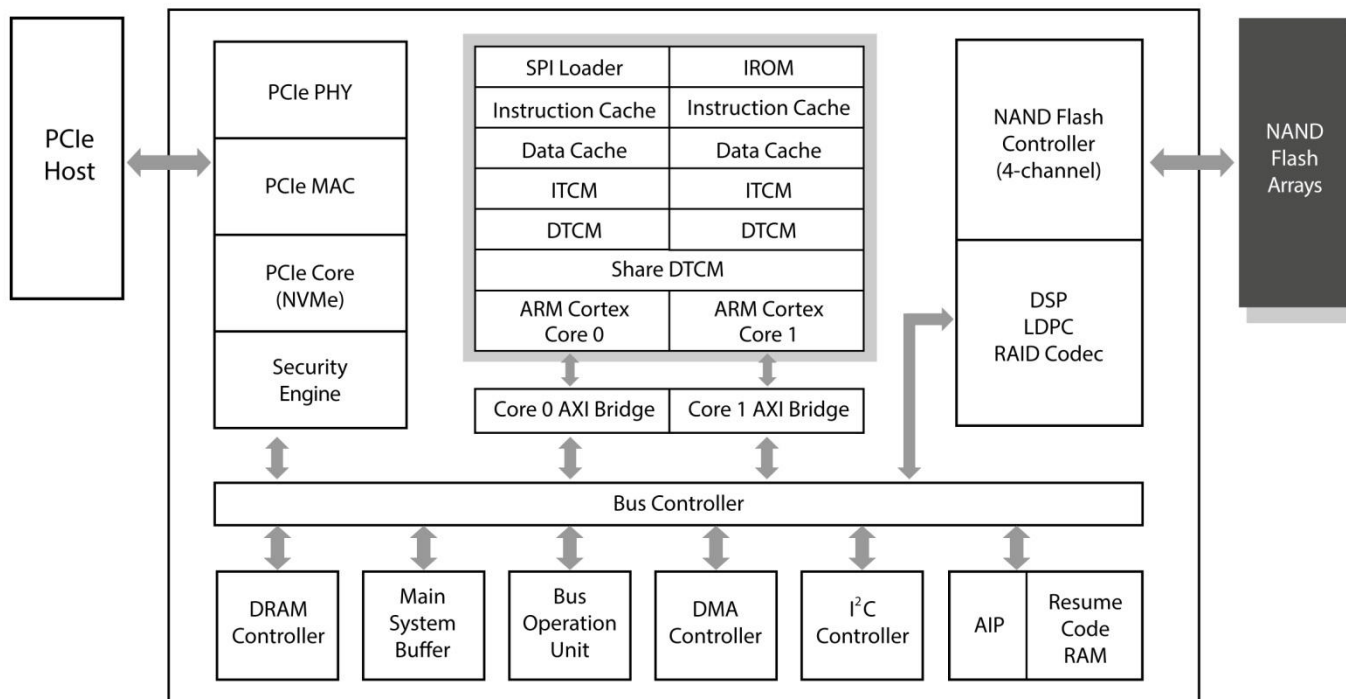 PCIe
Host
PCIe PHY
PCIe MAC
PCIe Core
(NVMe)
Security
Engine
SPI Loader
IROM
Instruction Cache
Instruction Cache
Data Cache
Data Cache
ITCM
ITCM
DTCM
DTCM
Share DTCM
ARM Cortex
Core 0
ARM Cortex
Core 1
Core 0 AXI Bridge
Core 1 AXI Bridge
NAND Flash
Controller
(4-channel)
DSP
LDPC
RAID Codec
NAND
Flash
Arrays
Bus Controller
DRAM
Controller
Main
System
Buffer
Bus
Operation
Unit
DMA
Controller
I²C
Controller
AIP
Resume
Code
RAM